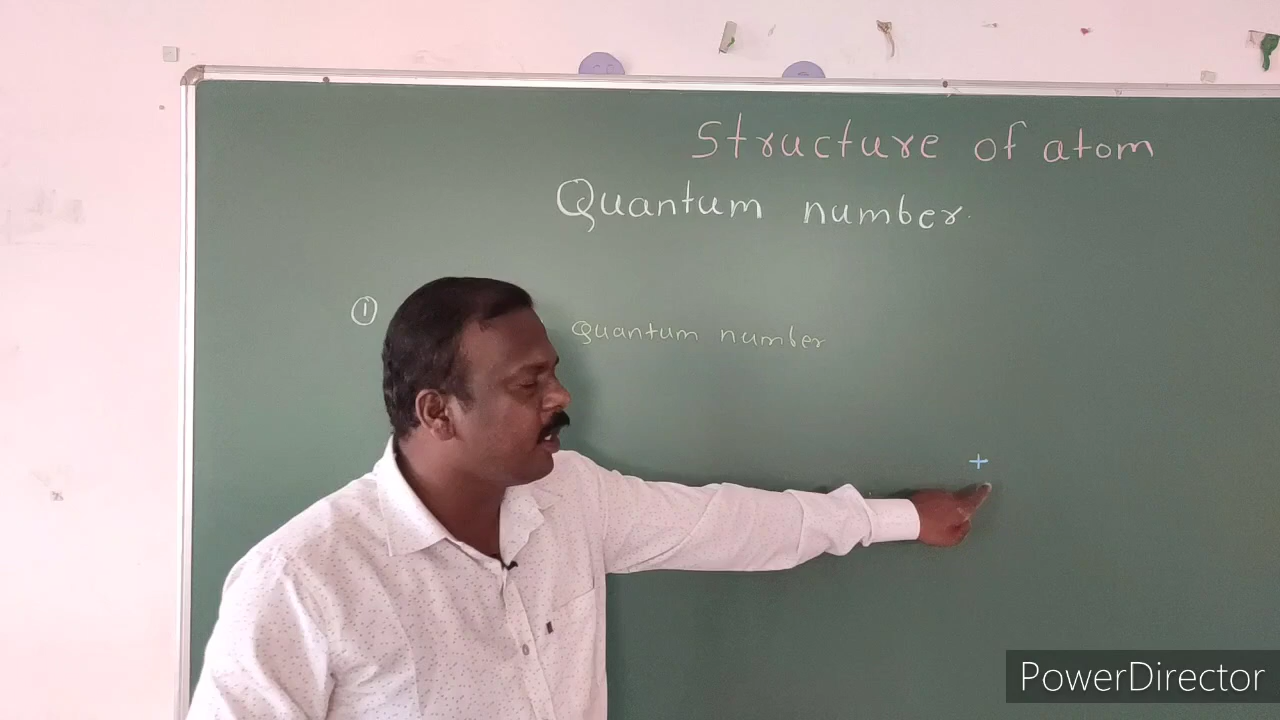 Structure of atom
Quantum number
① Quantum number
+
PowerDirector